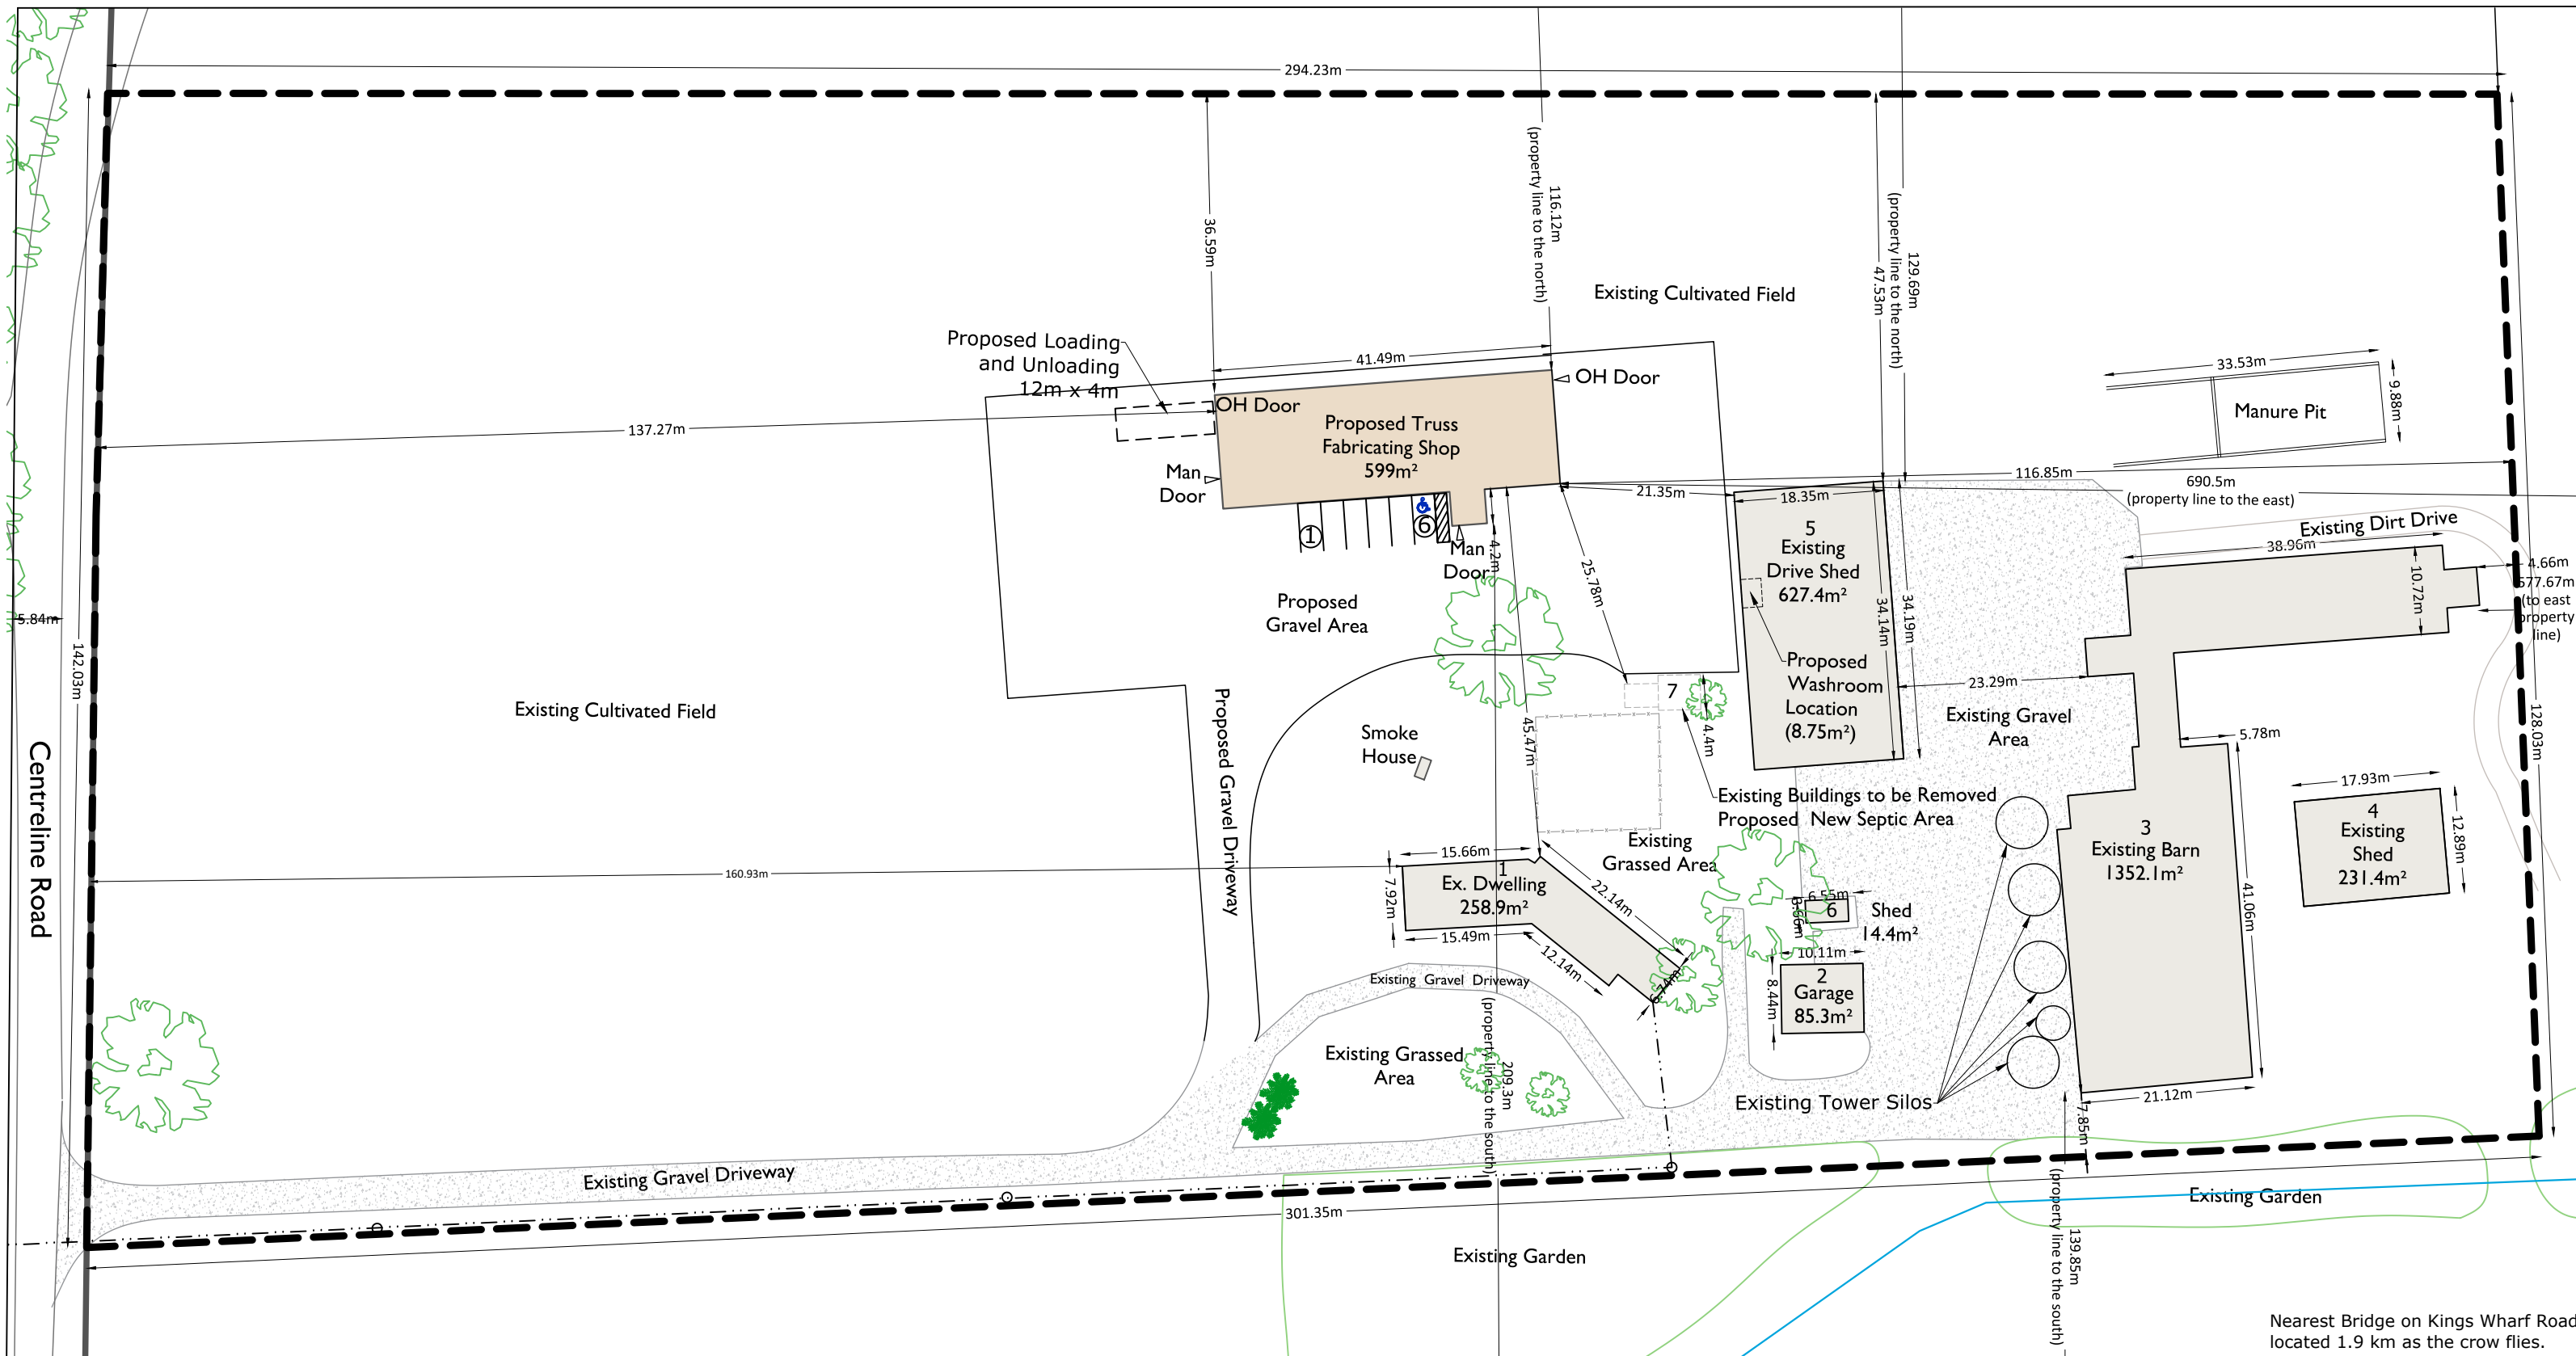 294.23m
36.59m
116.12m
(property line to the north)
47.53m
129.69m
(property line to the north)
Existing Cultivated Field
Proposed Loading
and Unloading
12m x 4m
41.49m
OH Door
OH Door
Proposed Truss
Fabricating Shop
599m²
137.27m
Man
Door
33.53m
9.88m
Manure Pit
116.85m
690.5m
(property line to the east)
21.35m
18.35m
1
6
Man
Door
4.2m
25.78m
5
Existing
Drive Shed
627.4m²
34.14m
34.19m
Existing Dirt Drive
38.96m
10.72m
4.66m
577.67m
(to east
property
line)
Proposed
Gravel Area
5.84m
142.03m
Existing Cultivated Field
Proposed Gravel Driveway
Smoke
House
45.47m
7
4.4m
Proposed
Washroom
Location
(8.75m²)
23.29m
Existing Gravel
Area
5.78m
128.03m
Centreline Road
Existing Buildings to be Removed
Proposed New Septic Area
Existing
Grassed Area
17.93m
4
Existing
Shed
231.4m²
12.89m
3
Existing Barn
1352.1m²
41.06m
160.93m
15.66m
7.92m
1
Ex. Dwelling
258.9m²
22.14m
15.49m
12.14m
6.74m
6.55m
3.66m
6
Shed
14.4m²
10.11m
8.44m
2
Garage
85.3m²
Existing Gravel Driveway
Existing Grassed
Area
209.3m
(property line to the south)
Existing Tower Silos
21.12m
7.85m
Existing Gravel Driveway
301.35m
Existing Garden
Existing Garden
139.85m
(property line to the south)
Nearest Bridge on Kings Wharf Road
located 1.9 km as the crow flies.